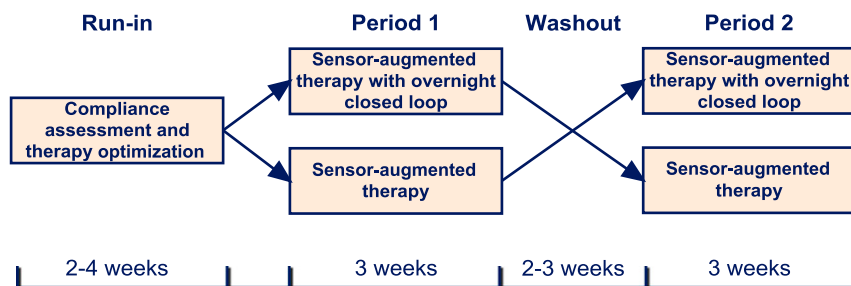 Run-in
Period 1
Washout
Period 2
Compliance
assessment and
therapy optimization
Sensor-augmented
therapy with overnight
closed loop
Sensor-augmented
therapy
Sensor-augmented
therapy with overnight
closed loop
Sensor-augmented
therapy
2-4 weeks
3 weeks
2-3 weeks
3 weeks